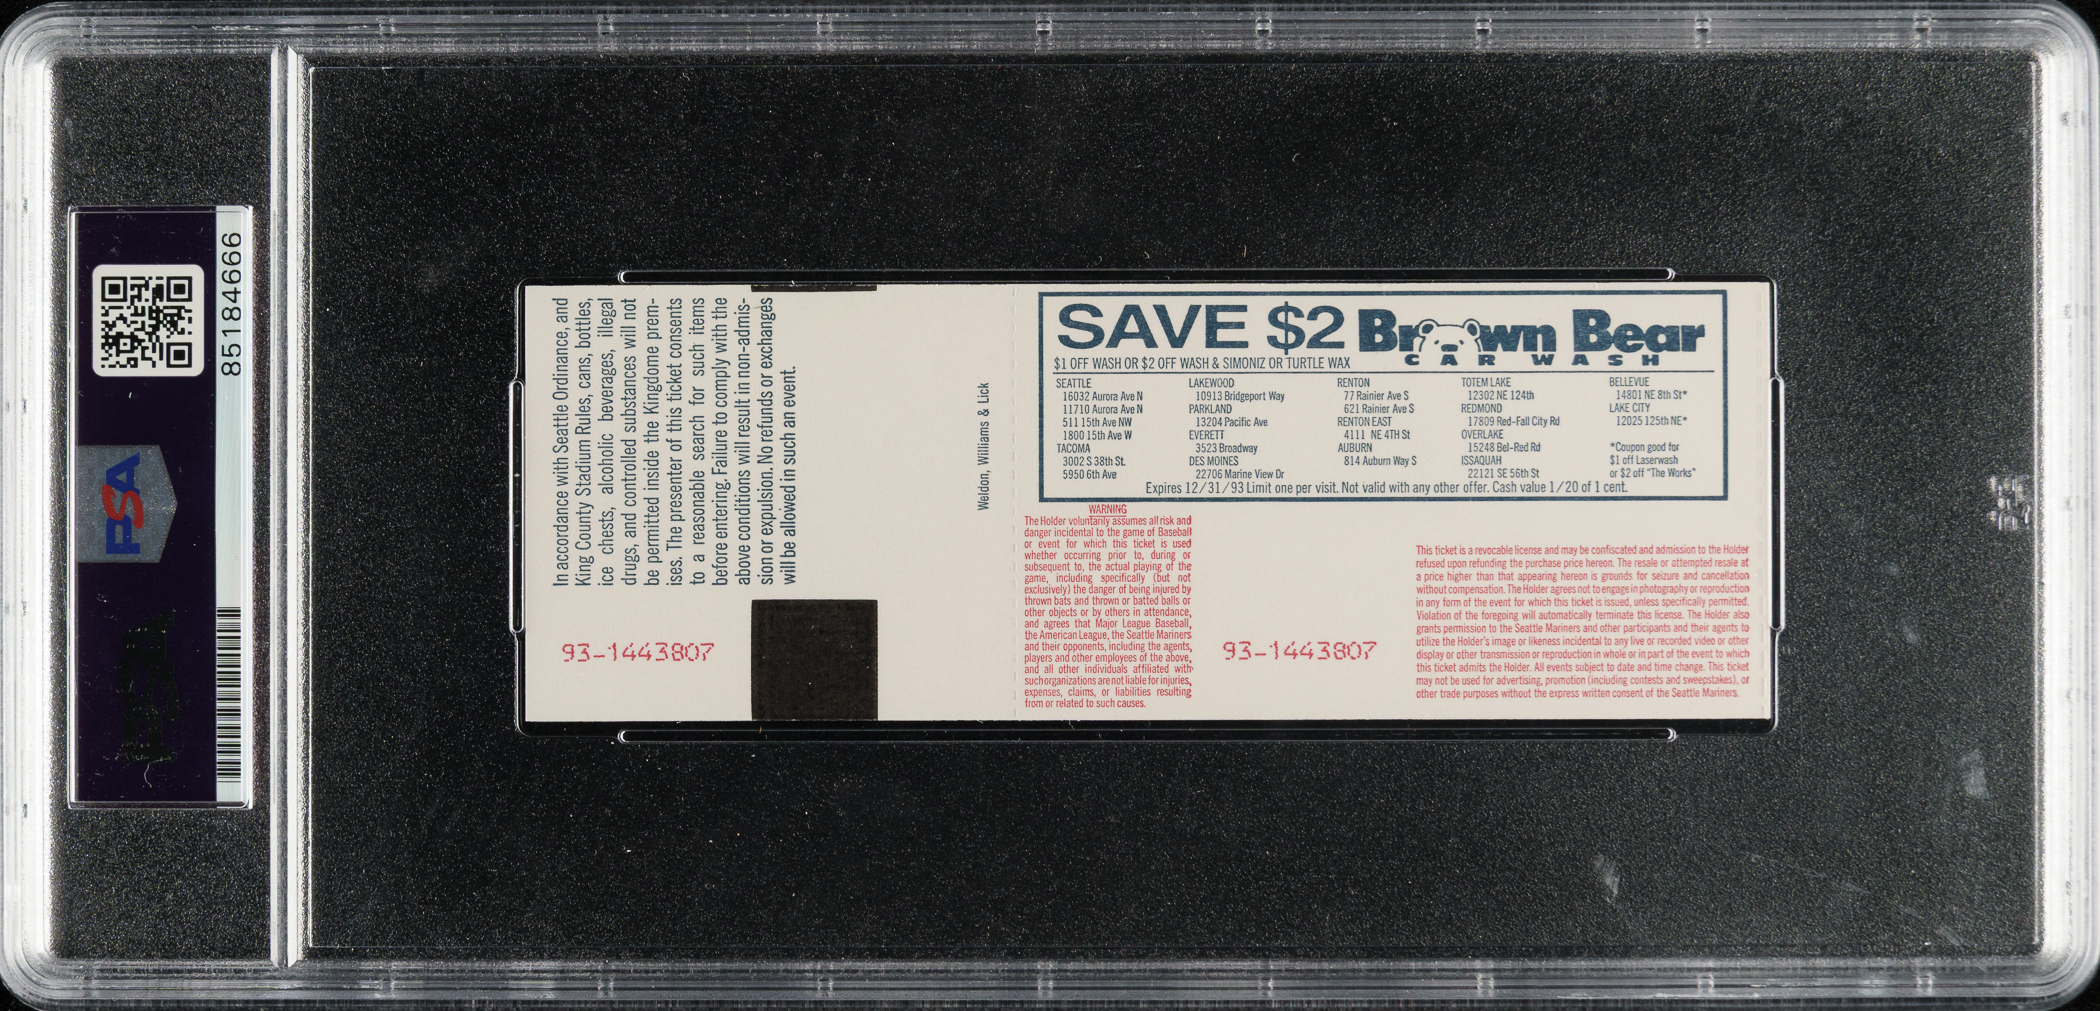 85184666
PSA
In accordance with Seattle Ordinance, and
King County Stadium Rules, cans, bottles,
ice chests, alcoholic beverages, illegal
drugs, and controlled substances will not
be permitted inside the Kingdome prem-
ises. The presenter of this ticket consents
to a reasonable search for such items
before entering. Failure to comply with the
above conditions will result in non-admis-
sion or expulsion. No refunds or exchanges
will be allowed in such an event.
93-1443807
Weldon, Williams & Lick
SAVE $2 Brown Bear
CAR WASH
$1 OFF WASH OR $2 OFF WASH & SIMONIZ OR TURTLE WAX
SEATTLE
16032 Aurora Ave N
11710 Aurora Ave N
511 15th Ave NW
1800 15th Ave W
TACOMA
3002 S 38th St.
5950 6th Ave
LAKEWOOD
10913 Bridgeport Way
PARKLAND
13204 Pacific Ave
EVERETT
3523 Broadway
DES MOINES
22706 Marine View Dr
RENTON
77 Rainier Ave S
621 Rainier Ave S
RENTON EAST
4111 NE 4TH St
AUBURN
814 Auburn Way S
TOTEM LAKE
12302 NE 124th
REDMOND
17809 Red-Fall City Rd
OVERLAKE
15248 Bel-Red Rd
ISSAQUAH
22121 SE 56th St
BELLEVUE
14801 NE 8th St*
LAKE CITY
12025 125th NE*
*Coupon good for
$1 off Laserwash
or $2 off "The Works"
Expires 12/31/93 Limit one per visit. Not valid with any other offer. Cash value 1/20 of 1 cent.
WARNING
The Holder voluntarily assumes all risk and
danger incidental to the game of Baseball
or event for which this ticket is used
whether occurring prior to, during or
subsequent to, the actual playing of the
game, including specifically (but not
exclusively) the danger of being injured by
thrown bats and thrown or batted balls or
other objects or by others in attendance,
and agrees that Major League Baseball,
the American League, the Seattle Mariners
and their opponents, including the agents,
players and other employees of the above,
and all other individuals affiliated with
such organizations are not liable for injuries,
expenses, claims, or liabilities resulting
from or related to such causes.
93-1443807
This ticket is a revocable license and may be confiscated and admission to the Holder
refused upon refunding the purchase price hereon. The resale or attempted resale at
a price higher than that appearing hereon is grounds for seizure and cancellation
without compensation. The Holder agrees not to engage in photography or reproduction
in any form of the event for which this ticket is issued, unless specifically permitted.
Violation of the foregoing will automatically terminate this license. The Holder also
grants permission to the Seattle Mariners and other participants and their agents to
utilize the Holder's image or likeness incidental to any live or recorded video or other
display or other transmission or reproduction in whole or in part of the event to which
this ticket admits the Holder. All events subject to date and time change. This ticket
may not be used for advertising, promotion (including contests and sweepstakes), or
other trade purposes without the express written consent of the Seattle Mariners.